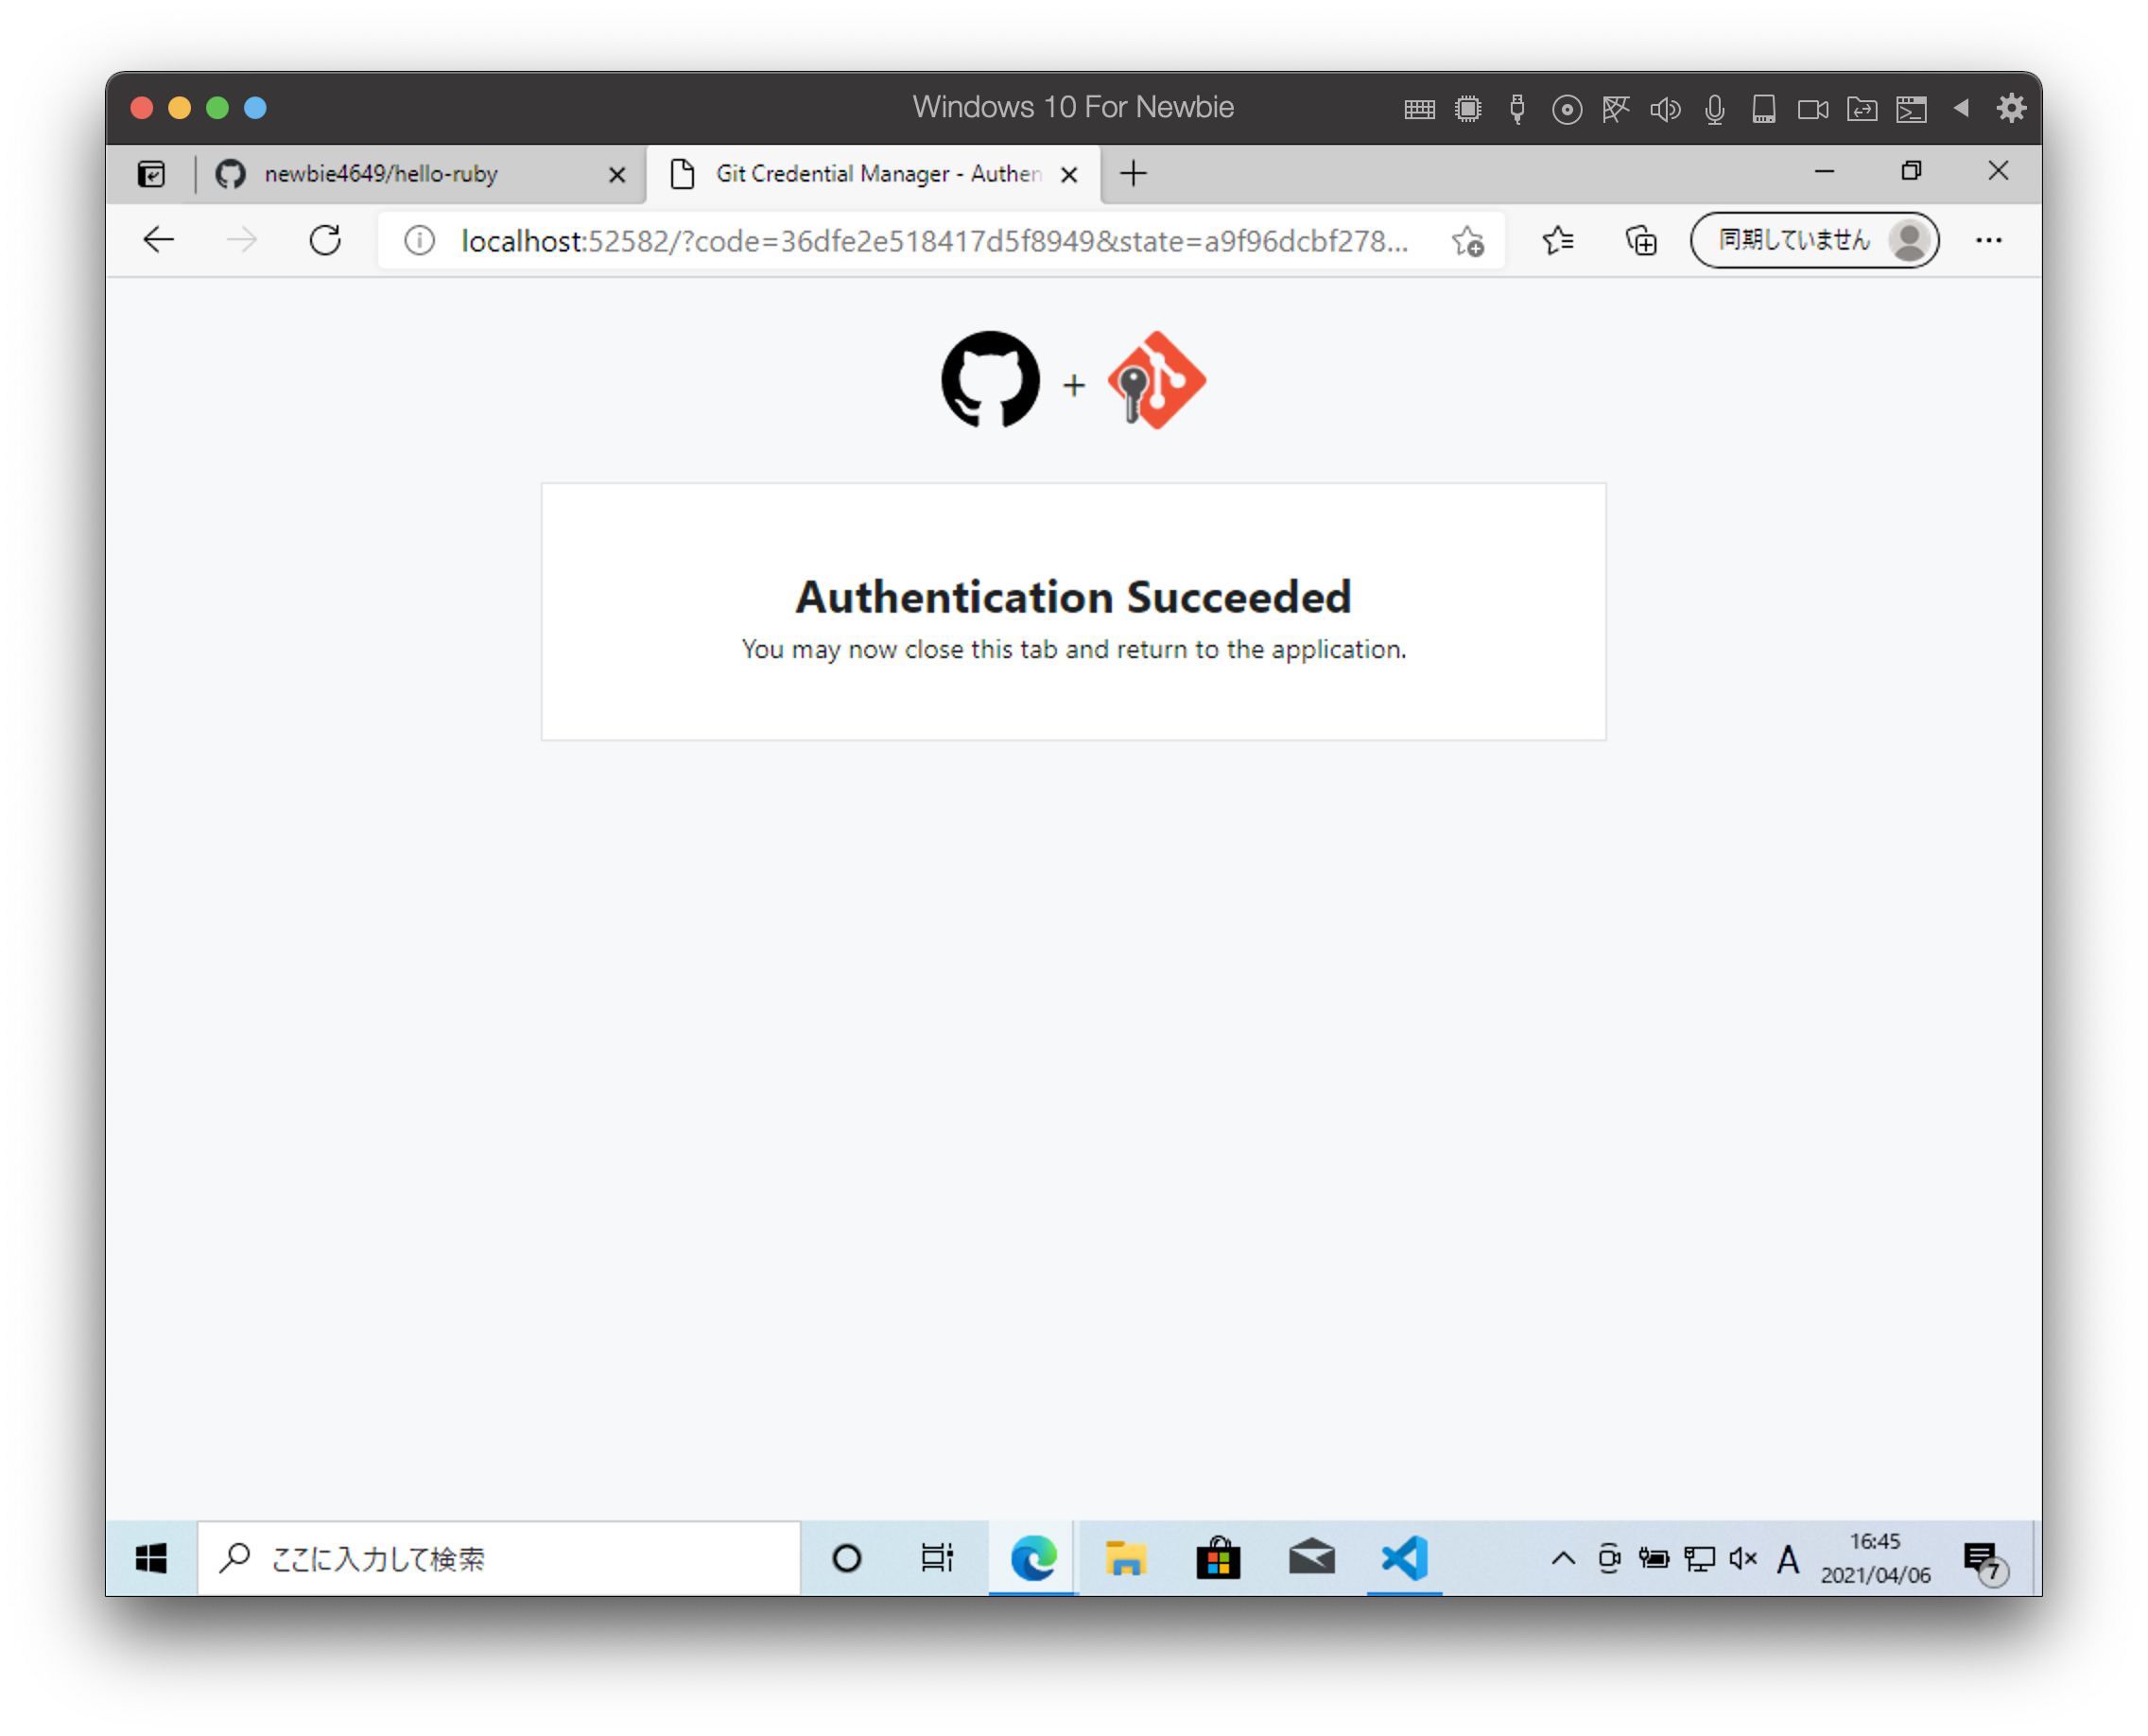 Windows 10 For Newbie
newbie4649/hello-ruby
Git Credential Manager - Authen
localhost:52582/?code=36dfe2e518417d5f8949&state=a9f96dcbf278...
同期していません
+
Authentication Succeeded
You may now close this tab and return to the application.
ここに入力して検索
A
16:45
2021/04/06
7